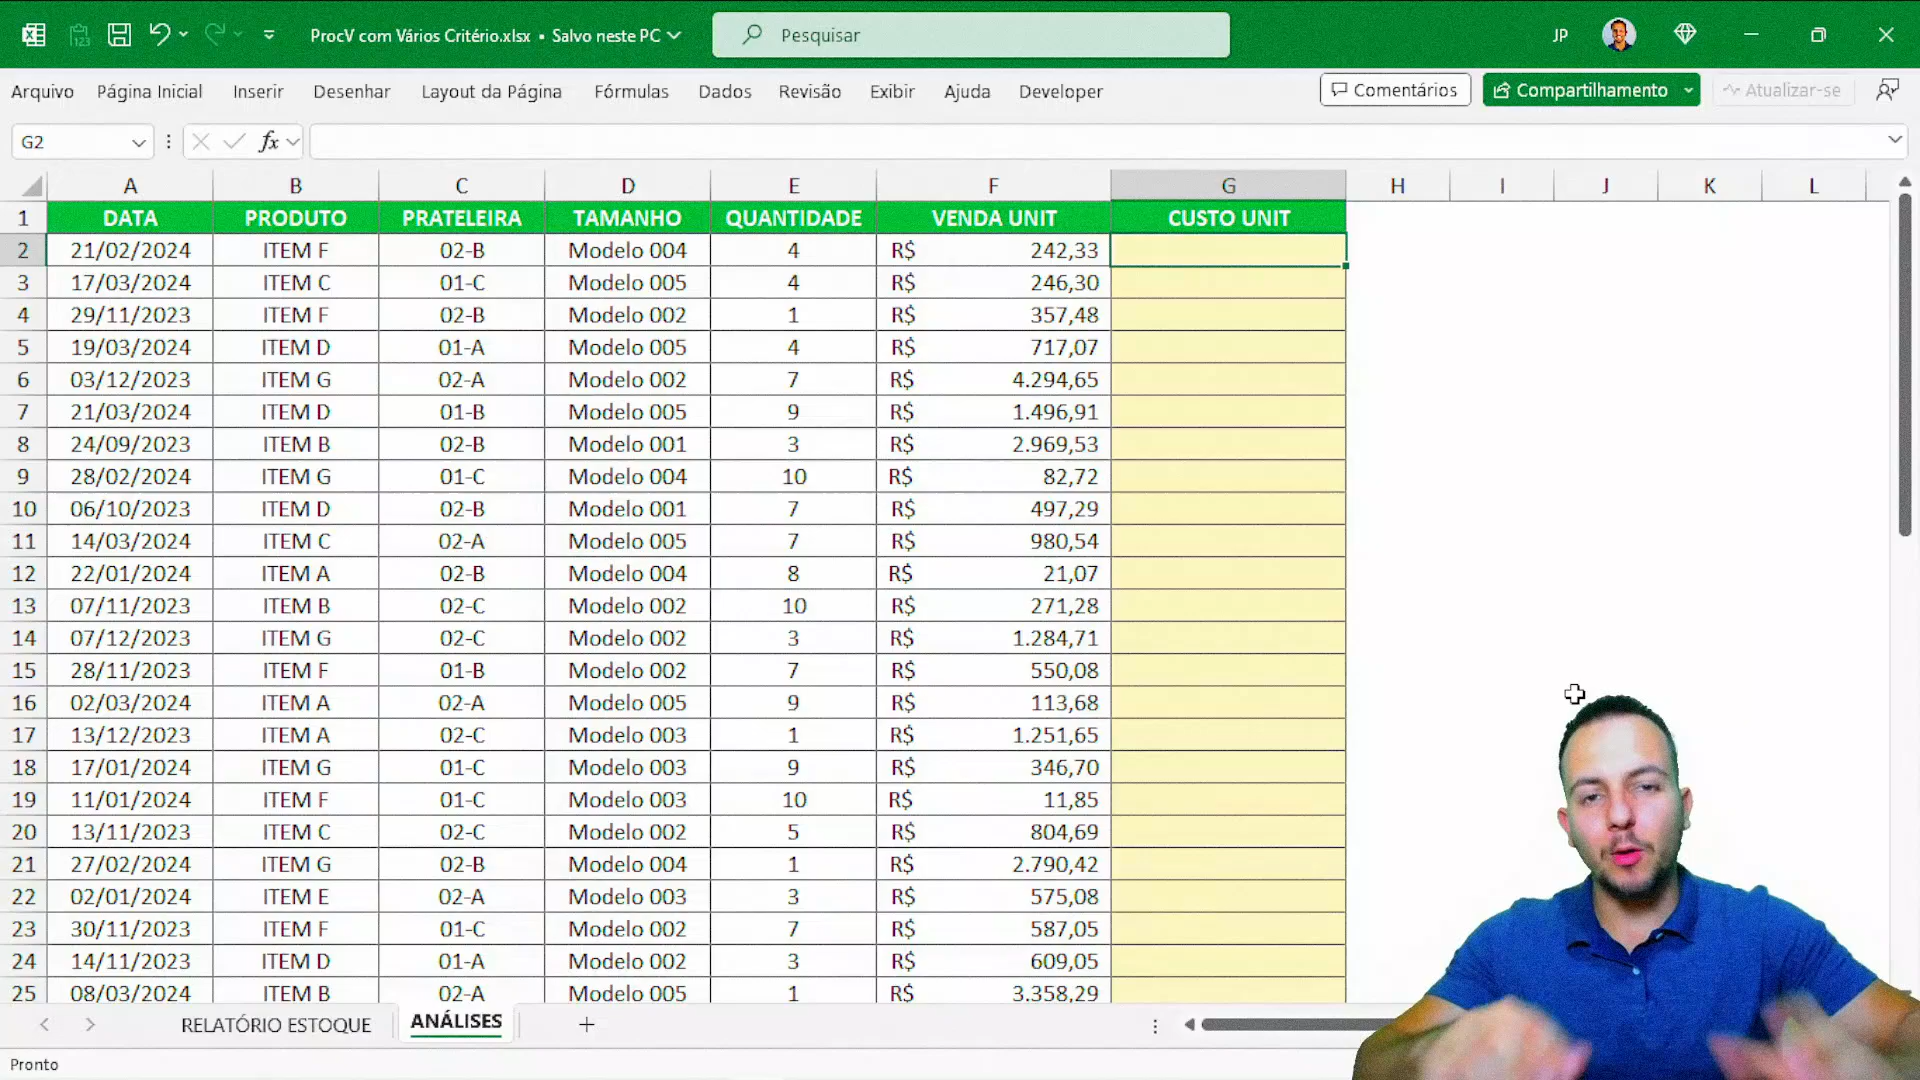 ProcV com Vários Critério.xlsx • Salvo neste PC
Pesquisar
JP
Arquivo Página Inicial Inserir Desenhar Layout da Página Fórmulas Dados Revisão Exibir Ajuda Developer Comentários Compartilhamento Atualizar-se
G2 fx
A B C D E F G H I J K L
1 DATA PRODUTO PRATELEIRA TAMANHO QUANTIDADE VENDA UNIT CUSTO UNIT
2 21/02/2024 ITEM F 02-B Modelo 004 4 R$ 242,33
3 17/03/2024 ITEM C 01-C Modelo 005 4 R$ 246,30
4 29/11/2023 ITEM F 02-B Modelo 002 1 R$ 357,48
5 19/03/2024 ITEM D 01-A Modelo 005 4 R$ 717,07
6 03/12/2023 ITEM G 02-A Modelo 002 7 R$ 4.294,65
7 21/03/2024 ITEM D 01-B Modelo 005 9 R$ 1.496,91
8 24/09/2023 ITEM B 02-B Modelo 001 3 R$ 2.969,53
9 28/02/2024 ITEM G 01-C Modelo 004 10 R$ 82,72
10 06/10/2023 ITEM D 02-B Modelo 001 7 R$ 497,29
11 14/03/2024 ITEM C 02-A Modelo 005 7 R$ 980,54
12 22/01/2024 ITEM A 02-B Modelo 004 8 R$ 21,07
13 07/11/2023 ITEM B 02-C Modelo 002 10 R$ 271,28
14 07/12/2023 ITEM G 02-C Modelo 002 3 R$ 1.284,71
15 28/11/2023 ITEM F 01-B Modelo 002 7 R$ 550,08
16 02/03/2024 ITEM A 02-A Modelo 005 9 R$ 113,68
17 13/12/2023 ITEM A 02-C Modelo 003 1 R$ 1.251,65
18 17/01/2024 ITEM G 01-C Modelo 003 9 R$ 346,70
19 11/01/2024 ITEM F 01-C Modelo 003 10 R$ 11,85
20 13/11/2023 ITEM C 02-C Modelo 002 5 R$ 804,69
21 27/02/2024 ITEM G 02-B Modelo 004 1 R$ 2.790,42
22 02/01/2024 ITEM E 02-A Modelo 003 3 R$ 575,08
23 30/11/2023 ITEM F 01-C Modelo 002 7 R$ 587,05
24 14/11/2023 ITEM D 01-A Modelo 002 3 R$ 609,05
25 08/03/2024 ITEM B 02-A Modelo 005 1 R$ 3.358,29
RELATÓRIO ESTOQUE ANÁLISES
Pronto